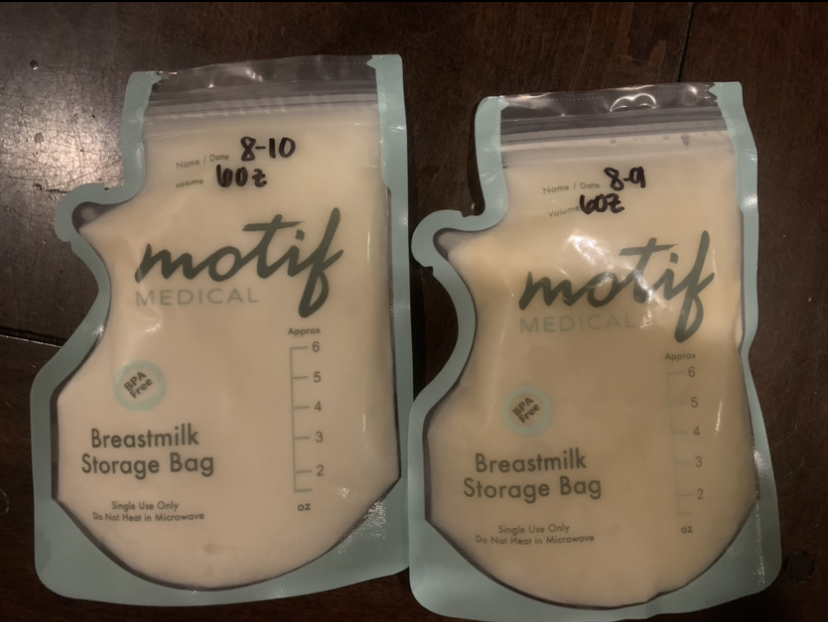 Name / Date 8-10
volume 60z
motif
MEDICAL
Approx
6
5
4
3
2
oz
BPA
Free
Breastmilk
Storage Bag
Single Use Only
Do Not Heat in Microwave
Name / Date 8-9
Volume 60z
motif
MEDICAL
Approx
6
5
4
3
2
oz
BPA
Free
Breastmilk
Storage Bag
Single Use Only
Do Not Heat in Microwave